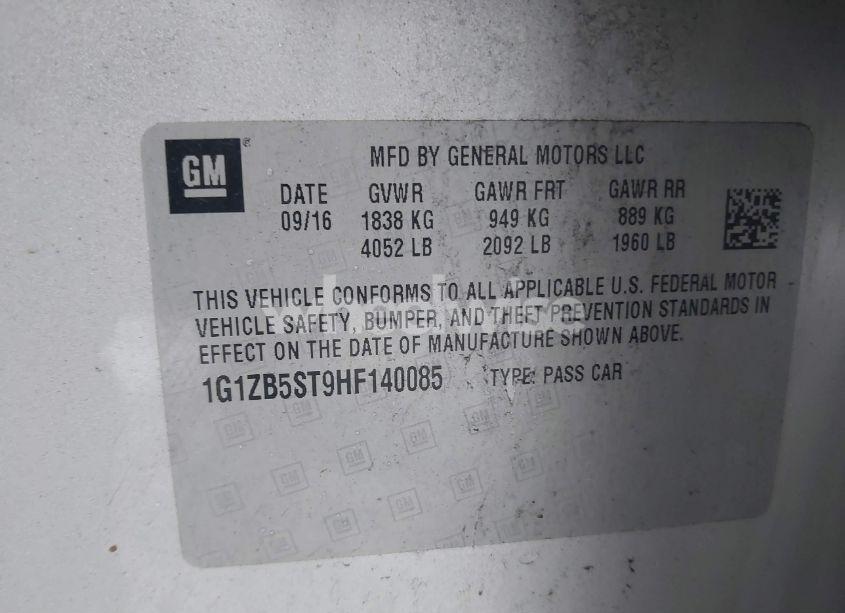 GM
MFD BY GENERAL MOTORS LLC
DATE GVWR GAWR FRT GAWR RR
09/16 1838 KG 949 KG 889 KG
4052 LB 2092 LB 1960 LB
THIS VEHICLE CONFORMS TO ALL APPLICABLE U.S. FEDERAL MOTOR
VEHICLE SAFETY, BUMPER, AND THEFT PREVENTION STANDARDS IN
EFFECT ON THE DATE OF MANUFACTURE SHOWN ABOVE.
1G1ZB5ST9HF140085 TYPE: PASS CAR